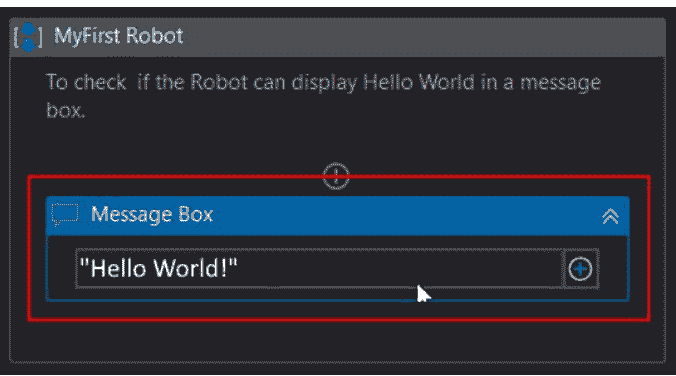 MyFirst Robot
To check if the Robot can display Hello World in a message
box.
Message Box
"Hello World!"